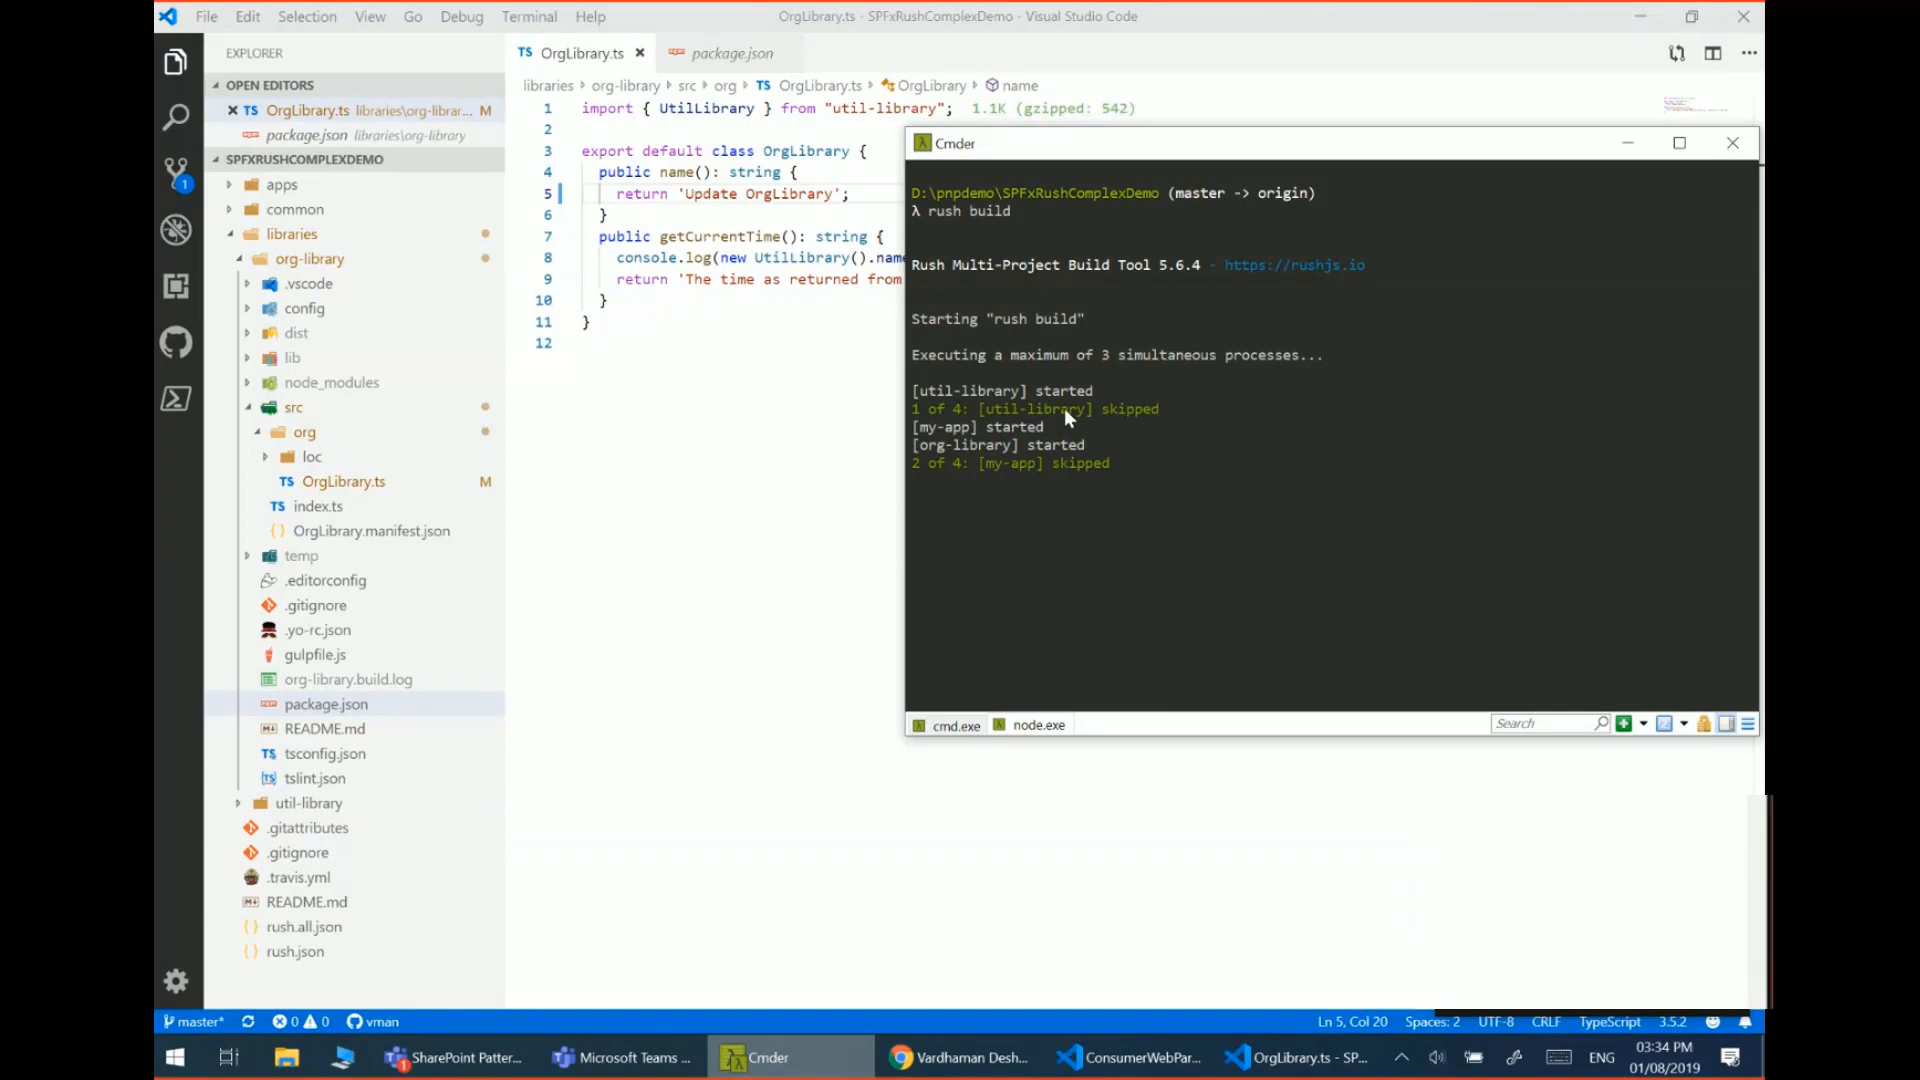 File Edit Selection View Go Debug Terminal Help
OrgLibrary.ts - SPFxRushComplexDemo - Visual Studio Code
EXPLORER
OPEN EDITORS
TS OrgLibrary.ts libraries\org-librar... M
package.json libraries\org-library
SPFXRUSHCOMPLEXDEMO
apps
common
libraries
org-library
.vscode
config
dist
lib
node_modules
src
org
loc
TS OrgLibrary.ts M
TS index.ts
{} OrgLibrary.manifest.json
temp
.editorconfig
.gitignore
.yo-rc.json
gulpfile.js
org-library.build.log
package.json
README.md
TS tsconfig.json
tslint.json
util-library
.gitattributes
.gitignore
.travis.yml
README.md
{} rush.all.json
{} rush.json
1
TS OrgLibrary.ts
package.json
libraries > org-library > src > org > TS OrgLibrary.ts > OrgLibrary > name
1 import { UtilLibrary } from "util-library"; 1.1K (gzipped: 542)
2
3 export default class OrgLibrary {
4 public name(): string {
5 return 'Update OrgLibrary';
6 }
7 public getCurrentTime(): string {
8 console.log(new UtilLibrary().name
9 return 'The time as returned from
10 }
11 }
12
Cmder
D:\pnpdemo\SPFxRushComplexDemo (master -> origin)
λ rush build
Rush Multi-Project Build Tool 5.6.4 - https://rushjs.io
Starting "rush build"
Executing a maximum of 3 simultaneous processes...
[util-library] started
1 of 4: [util-library] skipped
[my-app] started
[org-library] started
2 of 4: [my-app] skipped
cmd.exe node.exe Search
master* 0 0 vman Ln 5, Col 20 Spaces: 2 UTF-8 CRLF TypeScript 3.5.2
1 SharePoint Patter... Microsoft Teams ... Cmder Vardhaman Desh... ConsumerWebPar... OrgLibrary.ts - SP... ENG
03:34 PM
01/08/2019